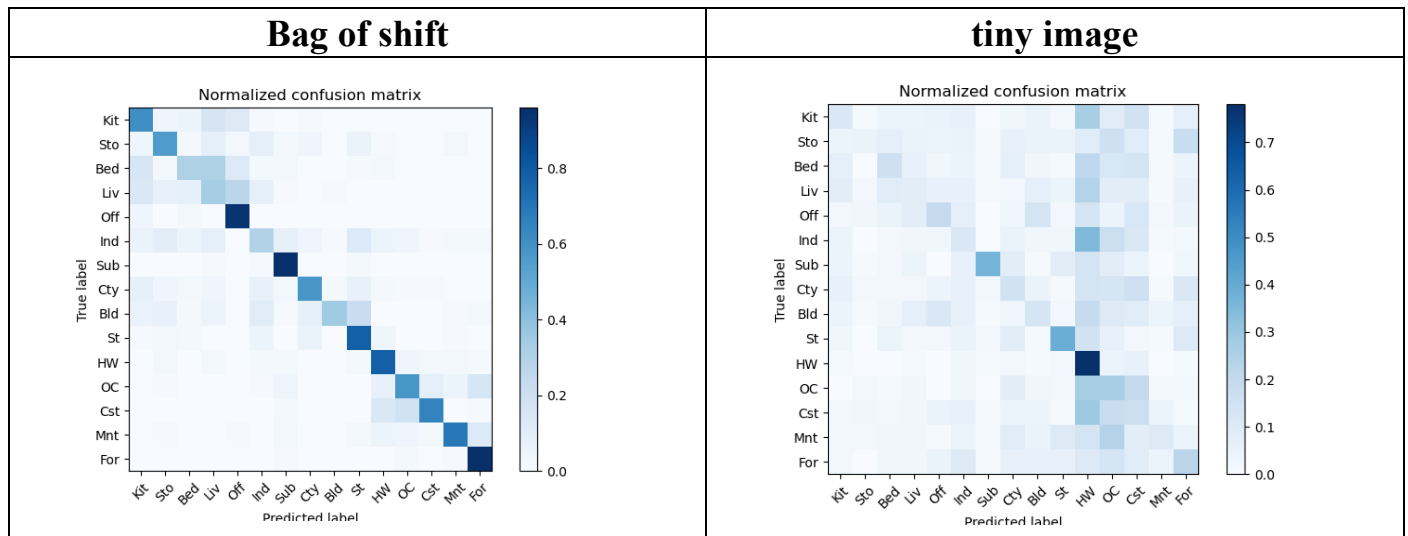 Bag of shift
tiny image
Normalized confusion matrix
True label
Kit
Sto
Bed
Liv
Off
Ind
Sub
Cty
Bld
St
HW
OC
Cst
Mnt
For
Kit Sto Bed Liv Off Ind Sub Cty Bld St HW OC Cst Mnt For
Predicted label
0.8
0.6
0.4
0.2
0.0
Normalized confusion matrix
True label
Kit
Sto
Bed
Liv
Off
Ind
Sub
Cty
Bld
St
HW
OC
Cst
Mnt
For
Kit Sto Bed Liv Off Ind Sub Cty Bld St HW OC Cst Mnt For
Predicted label
0.7
0.6
0.5
0.4
0.3
0.2
0.1
0.0